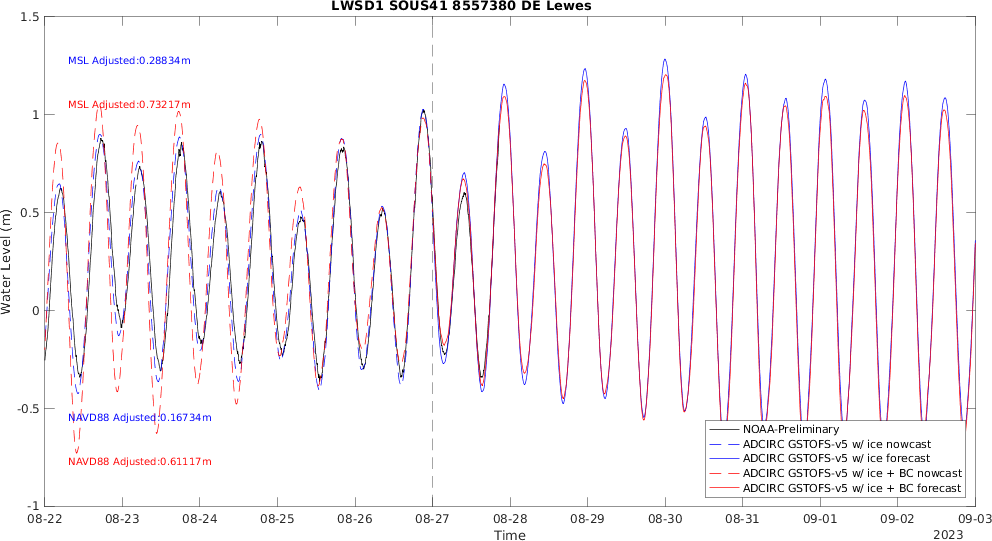 LWSD1 SOUS41 8557380 DE Lewes
1.5
1
0.5
0
-0.5
-1
Water Level (m)
MSL Adjusted:0.28834m
MSL Adjusted:0.73217m
NAVD88 Adjusted:0.16734m
NAVD88 Adjusted:0.61117m
NOAA-Preliminary
ADCIRC GSTOFS-v5 w/ ice nowcast
ADCIRC GSTOFS-v5 w/ ice forecast
ADCIRC GSTOFS-v5 w/ ice + BC nowcast
ADCIRC GSTOFS-v5 w/ ice + BC forecast
08-22 08-23 08-24 08-25 08-26 08-27 08-28 08-29 08-30 08-31 09-01 09-02 09-03
Time
2023